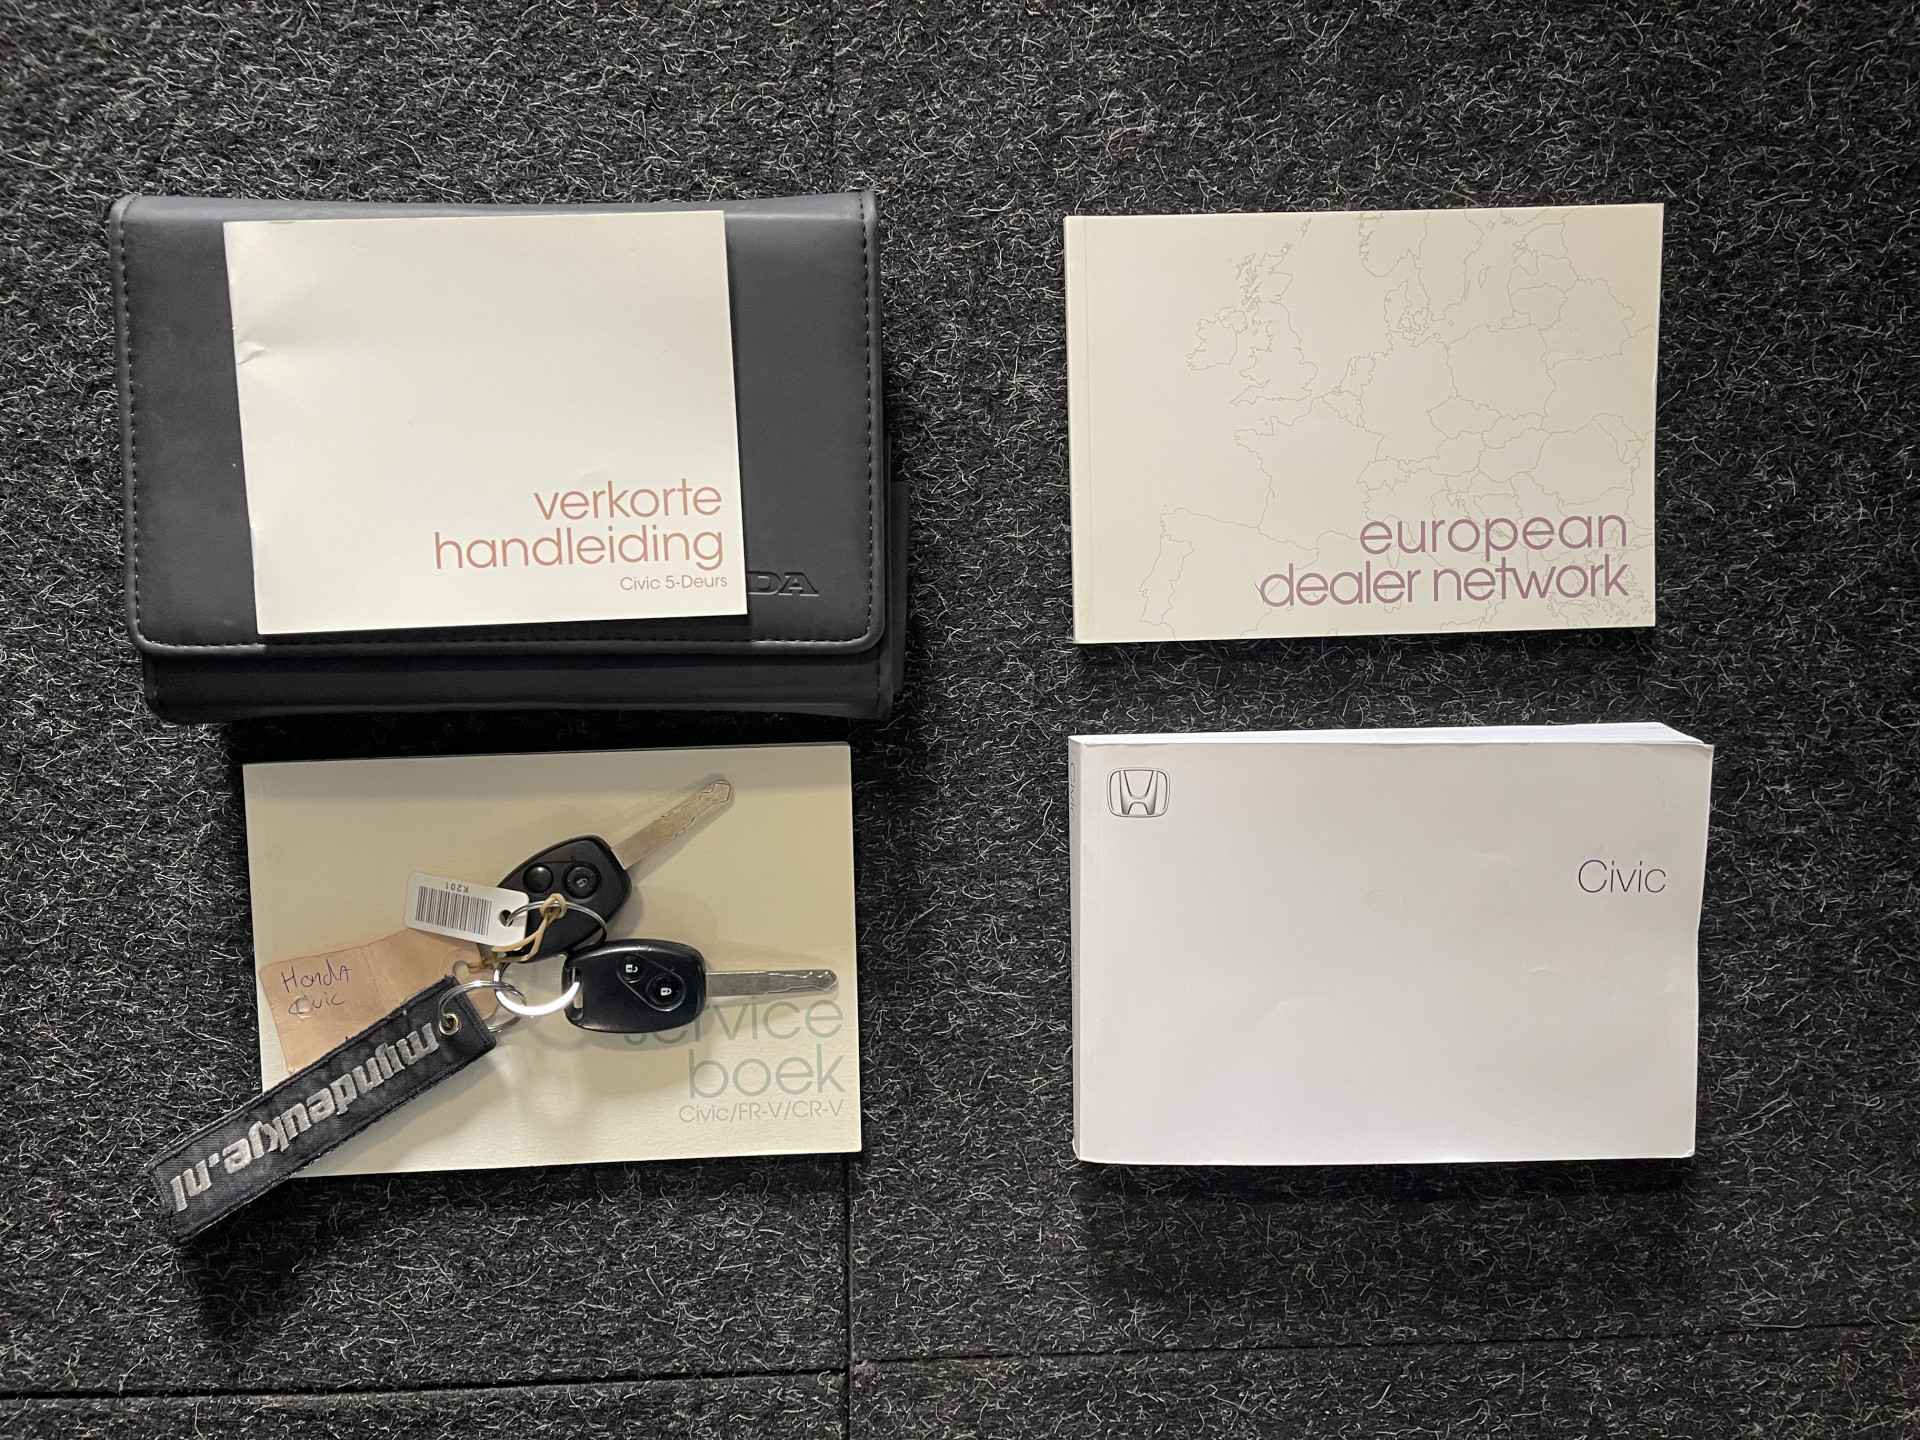 verkorte
handleiding
Civic 5-Deurs
DA
european
dealer network
K201
Honda
Civic
mijndeukje.nl
service
boek
Civic/FR-V/CR-V
Civic